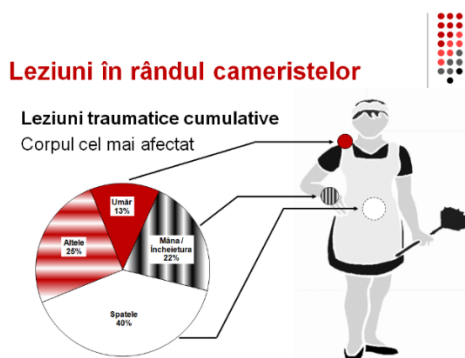 Leziuni în rândul cameristelor
Leziuni traumatice cumulative
Corpul cel mai afectat
Umăr
13%
Mâna /
Încheietura
22%
Altele
25%
Spatele
40%